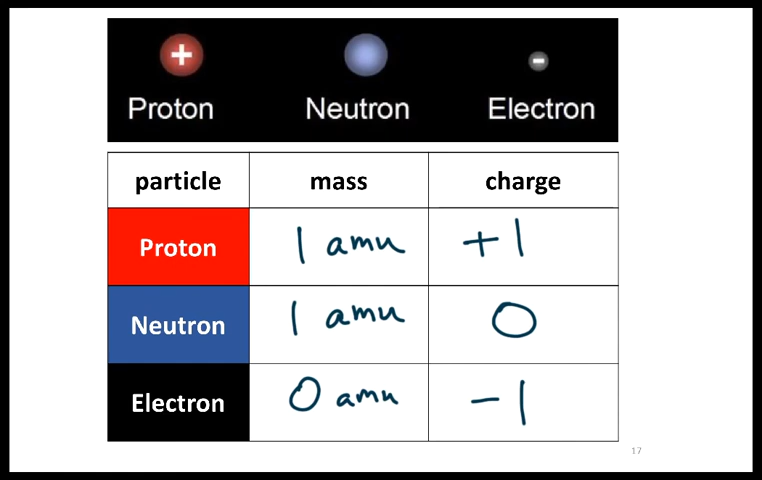 + -
Proton Neutron Electron
particle mass charge
Proton 1 amu +1
Neutron 1 amu 0
Electron 0 amu -1
17